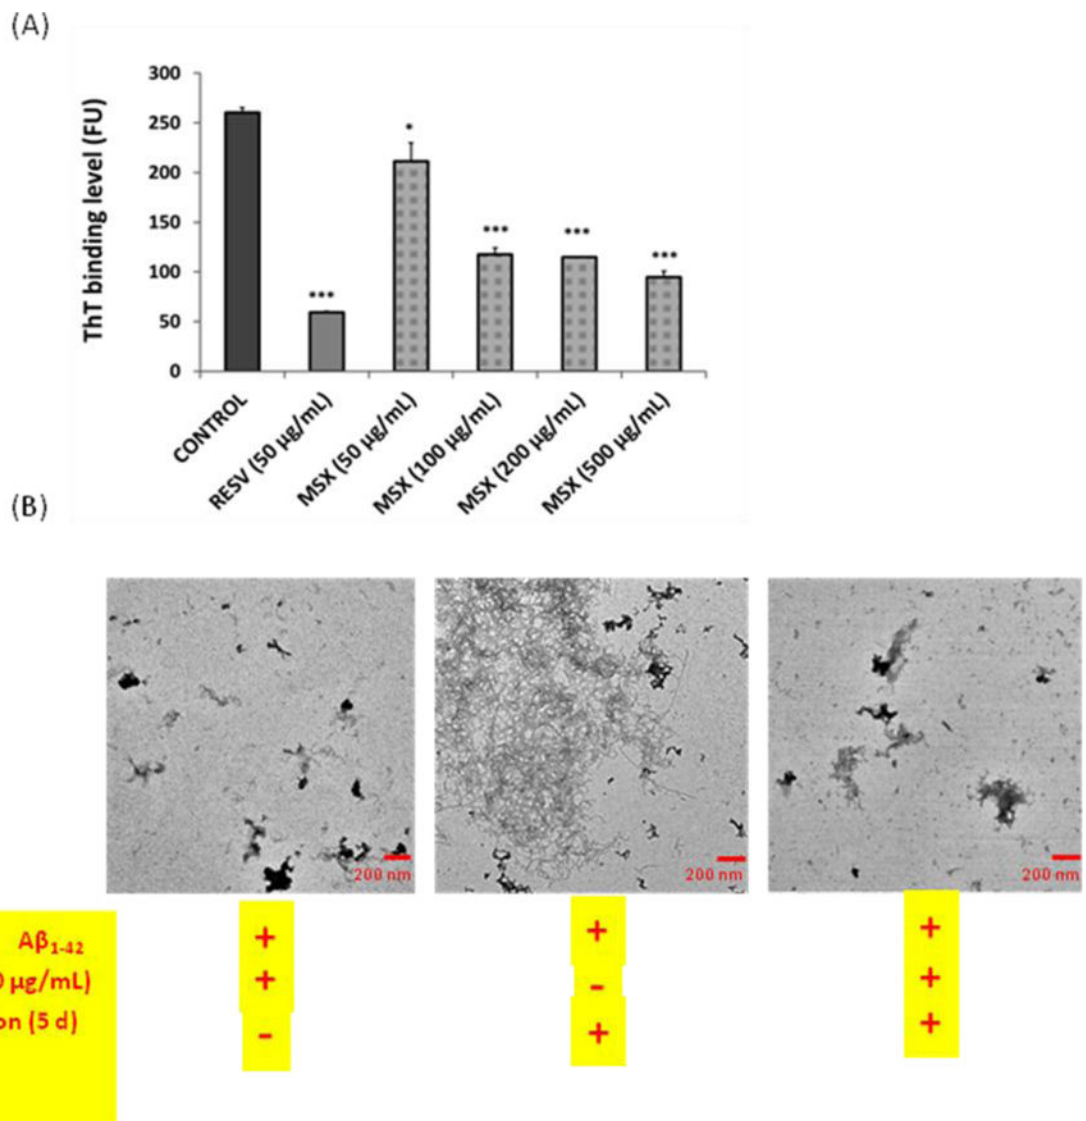 (A)
ThT binding level (FU)
300
250
200
150
100
50
0
***
*
***
***
***
CONTROL
RESV (50 µg/mL)
MSX (50 µg/mL)
MSX (100 µg/mL)
MSX (200 µg/mL)
MSX (500 µg/mL)
(B)
200 nm
200 nm
200 nm
Aβ1-42 + + +
µg/mL) + - +
(5 d) - + +